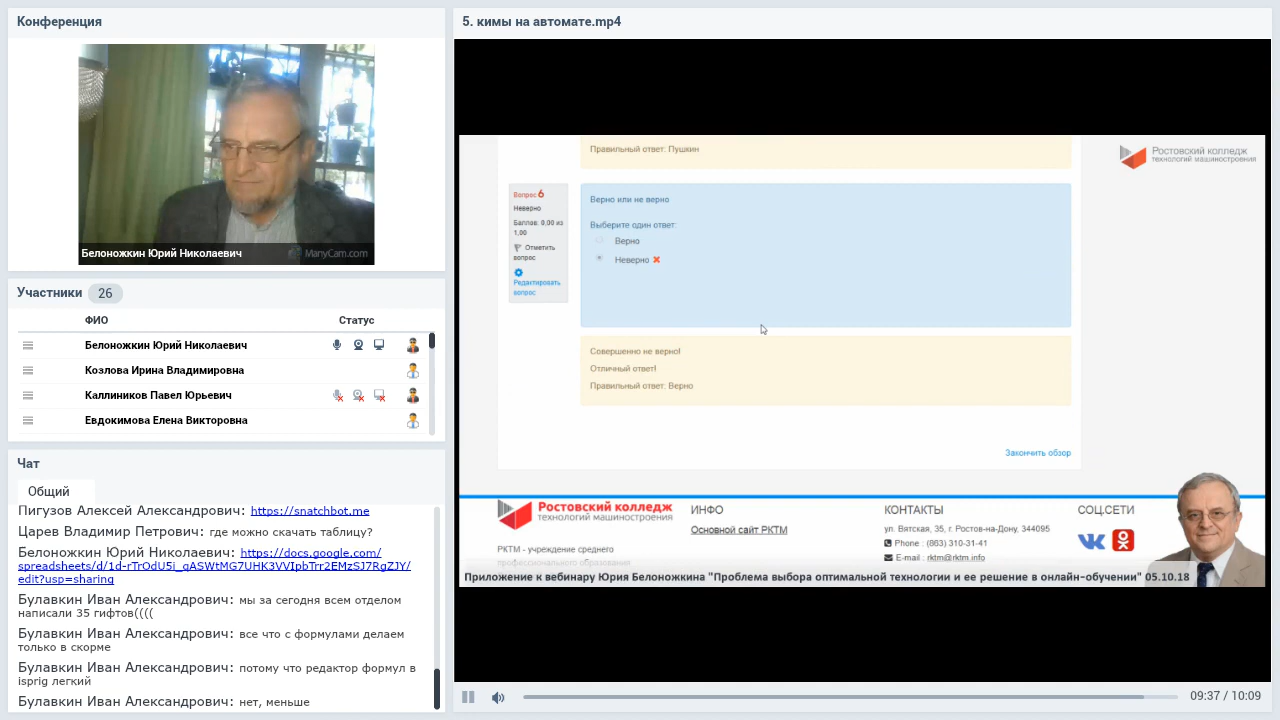 Конференция
Белоножкин Юрий Николаевич
ManyCam.com
Участники 26
ФИО Статус
Белоножкин Юрий Николаевич
Козлова Ирина Владимировна
Каллиников Павел Юрьевич
Евдокимова Елена Викторовна
Чат
Общий
Пигузов Алексей Александрович: https://snatchbot.me
Царев Владимир Петрович: где можно скачать таблицу?
Белоножкин Юрий Николаевич: https://docs.google.com/
spreadsheets/d/1d-rTrOdU5i_qASWtMG7UHK3VVIpbTrr2EMzSJ7RgZJY/
edit?usp=sharing
Булавкин Иван Александрович: мы за сегодня всем отделом
написали 35 гифтов((((
Булавкин Иван Александрович: все что с формулами делаем
только в скорме
Булавкин Иван Александрович: потому что редактор формул в
isprig легкий
Булавкин Иван Александрович: нет, меньше
5. кимы на автомате.mp4
Правильный ответ: Пушкин
Ростовский колледж
технологий машиностроения
Вопрос 6
Неверно
Баллов: 0,00 из
1,00
Отметить
вопрос
Редактировать
вопрос
Верно или не верно
Выберите один ответ:
Верно
Неверно
Совершенно не верно!
Отличный ответ!
Правильный ответ: Верно
Закончить обзор
Ростовский колледж
технологий машиностроения
РКТМ - учреждение среднего
профессионального образования
ИНФО
Основной сайт РКТМ
КОНТАКТЫ
ул. Вятская, 35, г. Ростов-на-Дону, 344095
Phone : (863) 310-31-41
E-mail : rktm@rktm.info
СОЦ.СЕТИ
Приложение к вебинару Юрия Белоножкина "Проблема выбора оптимальной технологии и ее решение в онлайн-обучении" 05.10.18
09:37 / 10:09